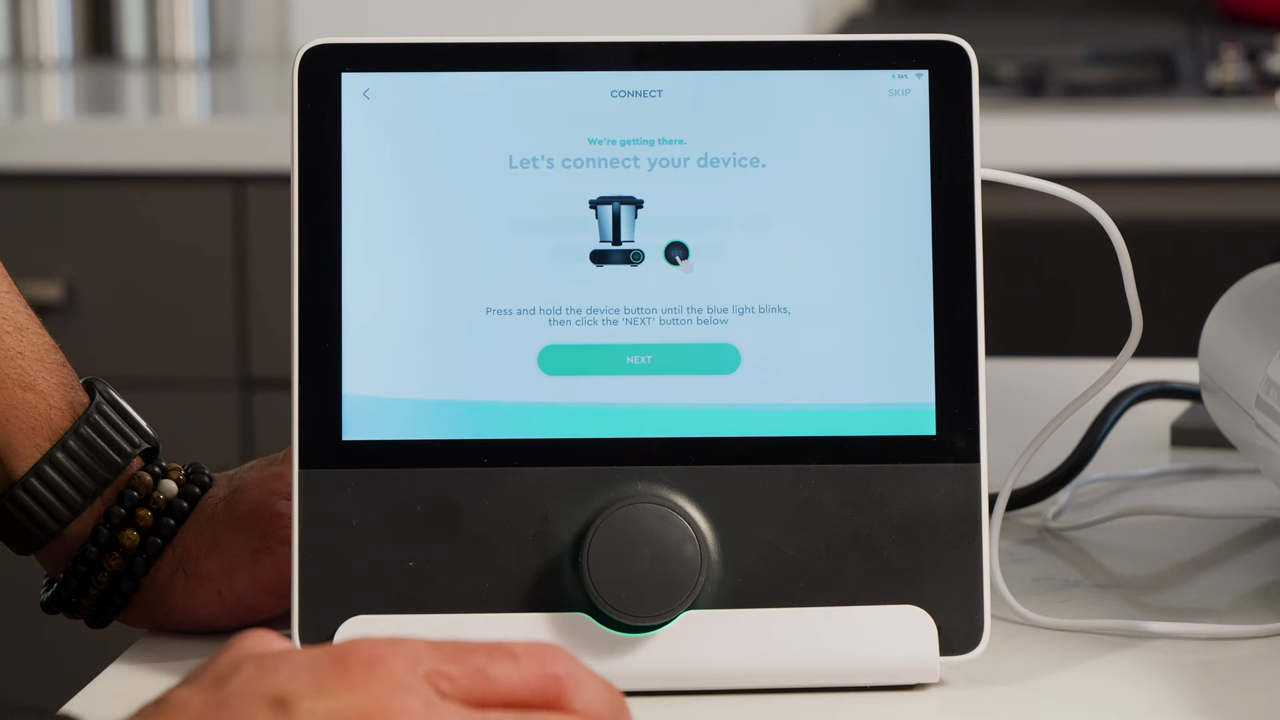 36%
CONNECT
SKIP
We're getting there.
Let's connect your device.
Press and hold the device button until the blue light blinks,
then click the 'NEXT' button below
NEXT